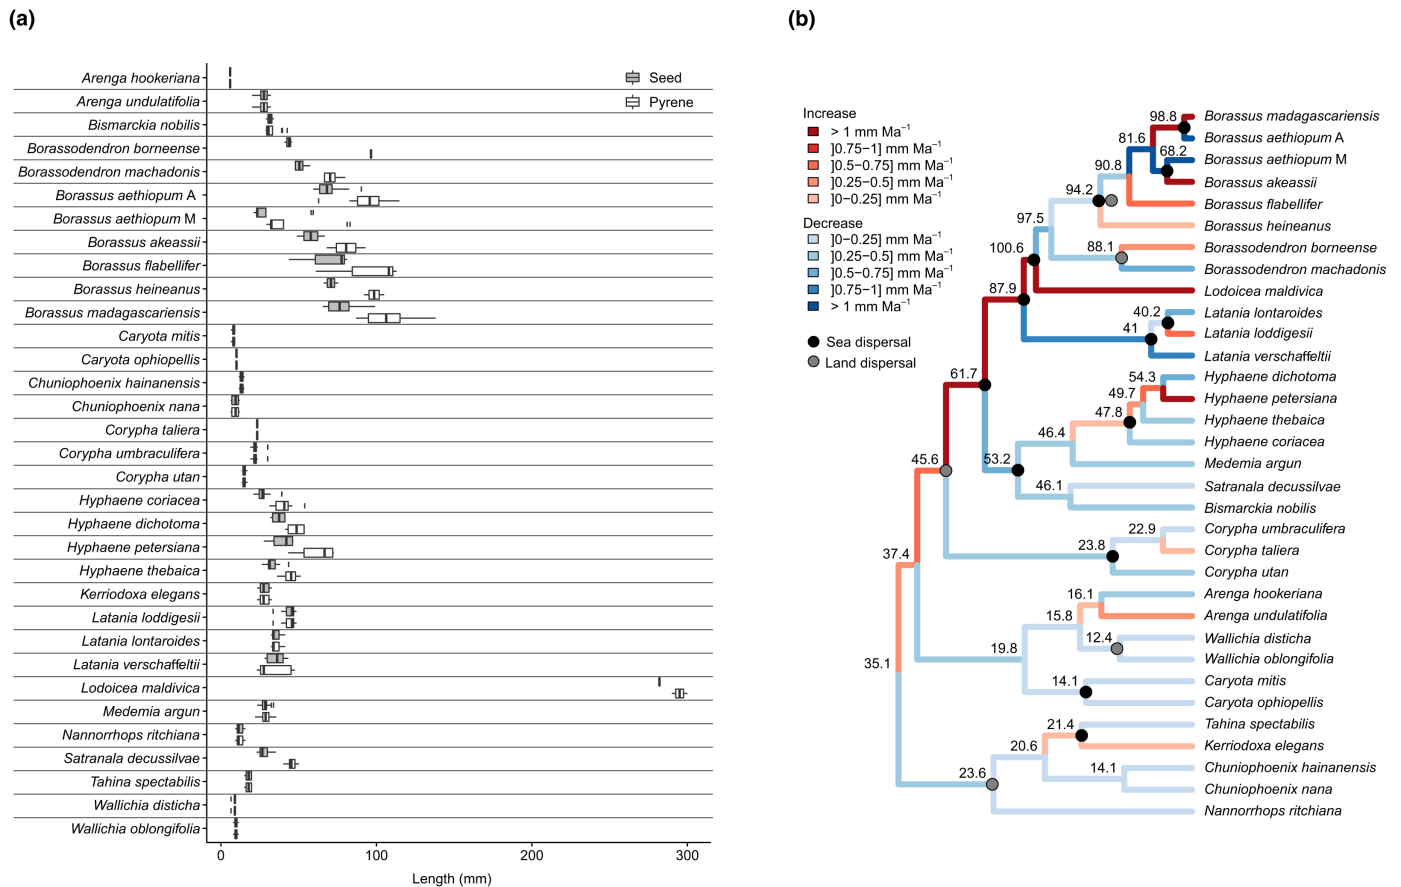 (a)
Arenga hookeriana
Arenga undulatifolia
Bismarckia nobilis
Borassodendron borneense
Borassodendron machadonis
Borassus aethiopum A
Borassus aethiopum M
Borassus akeassii
Borassus flabellifer
Borassus heineanus
Borassus madagascariensis
Caryota mitis
Caryota ophiopellis
Chuniophoenix hainanensis
Chuniophoenix nana
Corypha taliera
Corypha umbraculifera
Corypha utan
Hyphaene coriacea
Hyphaene dichotoma
Hyphaene petersiana
Hyphaene thebaica
Kerriodoxa elegans
Latania loddigesii
Latania lontaroides
Latania verschaffeltii
Lodoicea maldivica
Medemia argun
Nannorrhops ritchiana
Satranala decussilvae
Tahina spectabilis
Wallichia disticha
Wallichia oblongifolia
Seed
Pyrene
0 100 200 300
Length (mm)
(b)
Increase
> 1 mm Ma⁻¹
]0.75−1] mm Ma⁻¹
]0.5−0.75] mm Ma⁻¹
]0.25−0.5] mm Ma⁻¹
]0−0.25] mm Ma⁻¹
Decrease
]0−0.25] mm Ma⁻¹
]0.25−0.5] mm Ma⁻¹
]0.5−0.75] mm Ma⁻¹
]0.75−1] mm Ma⁻¹
> 1 mm Ma⁻¹
Sea dispersal
Land dispersal
98.8
81.6
68.2
90.8
94.2
97.5
88.1
100.6
87.9
40.2
41
61.7
54.3
49.7
47.8
46.4
45.6
53.2
46.1
22.9
23.8
37.4
16.1
15.8
12.4
19.8
35.1
14.1
21.4
20.6
14.1
23.6
Borassus madagascariensis
Borassus aethiopum A
Borassus aethiopum M
Borassus akeassii
Borassus flabellifer
Borassus heineanus
Borassodendron borneense
Borassodendron machadonis
Lodoicea maldivica
Latania lontaroides
Latania loddigesii
Latania verschaffeltii
Hyphaene dichotoma
Hyphaene petersiana
Hyphaene thebaica
Hyphaene coriacea
Medemia argun
Satranala decussilvae
Bismarckia nobilis
Corypha umbraculifera
Corypha taliera
Corypha utan
Arenga hookeriana
Arenga undulatifolia
Wallichia disticha
Wallichia oblongifolia
Caryota mitis
Caryota ophiopellis
Tahina spectabilis
Kerriodoxa elegans
Chuniophoenix hainanensis
Chuniophoenix nana
Nannorrhops ritchiana